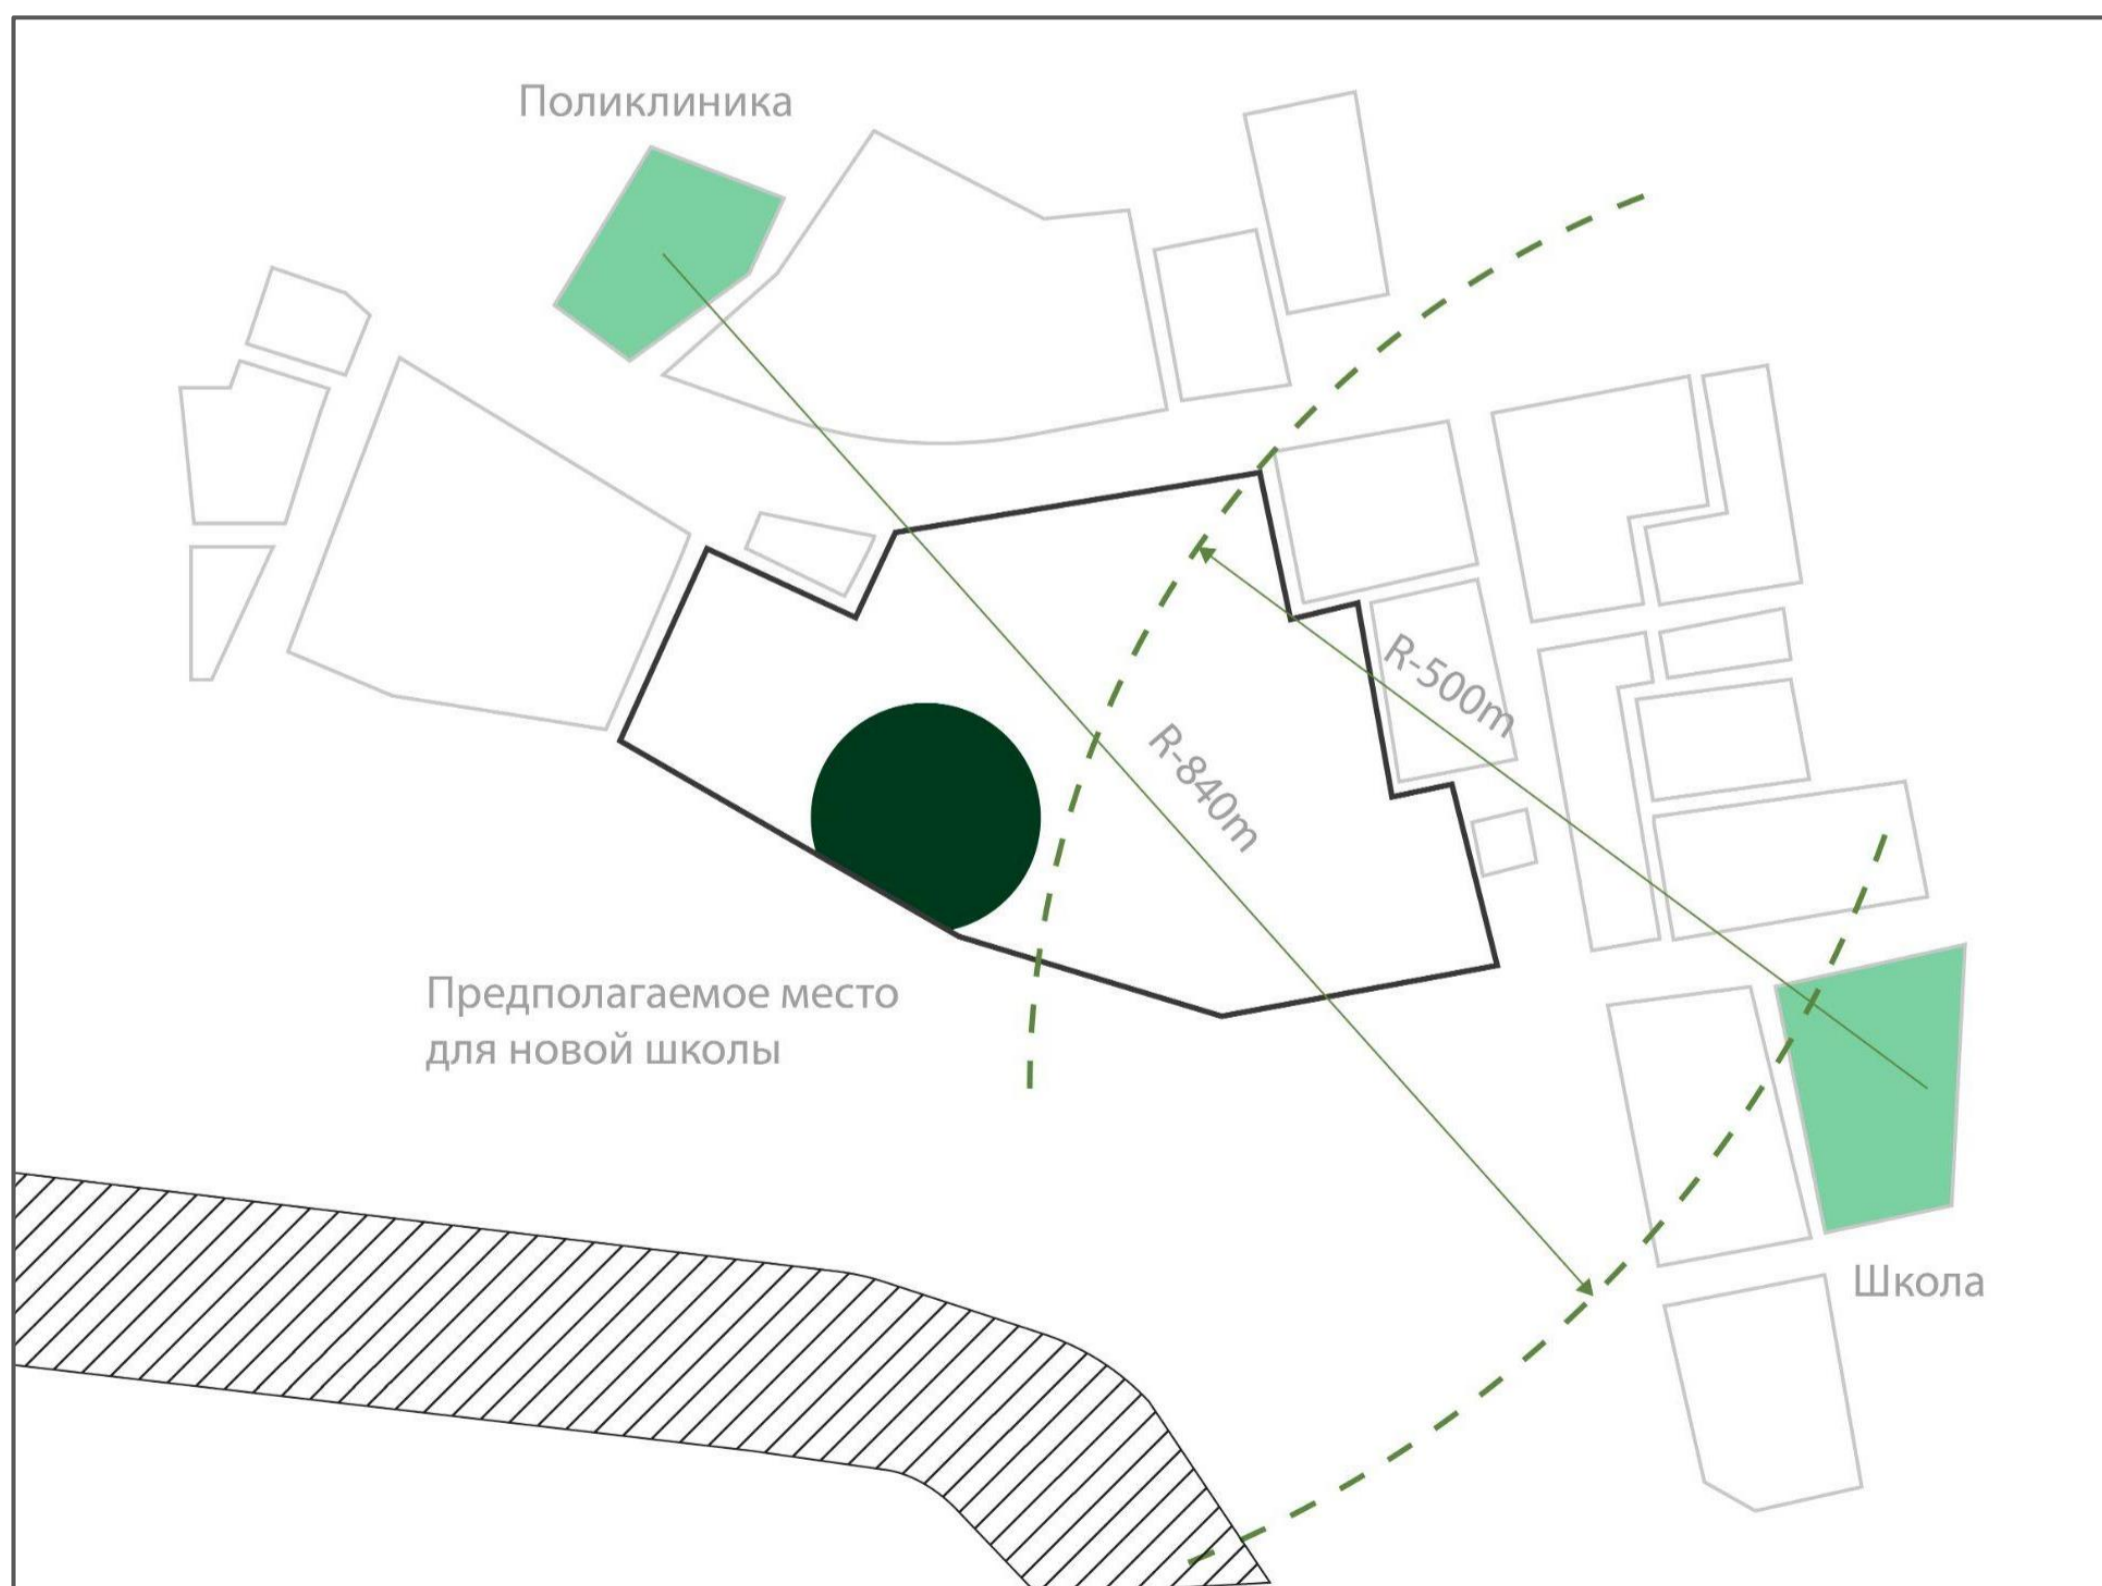 Поликлиника
R-500m
R-840m
Предполагаемое место
для новой школы
Школа